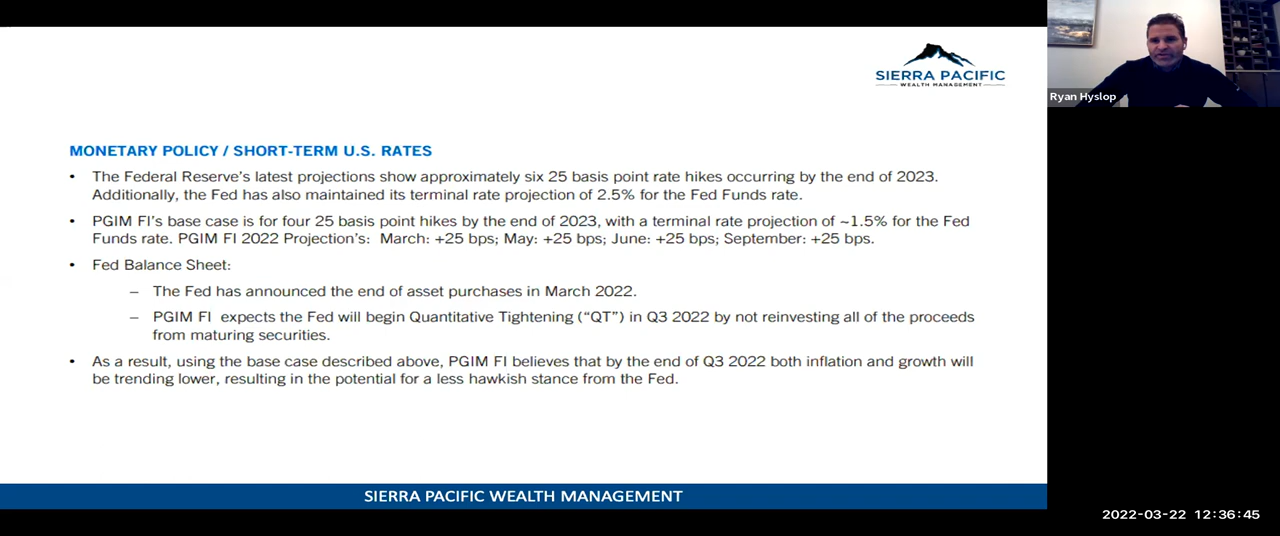 SIERRA PACIFIC
WEALTH MANAGEMENT
Ryan Hyslop
MONETARY POLICY / SHORT-TERM U.S. RATES
• The Federal Reserve's latest projections show approximately six 25 basis point rate hikes occurring by the end of 2023.
Additionally, the Fed has also maintained its terminal rate projection of 2.5% for the Fed Funds rate.
• PGIM FI's base case is for four 25 basis point hikes by the end of 2023, with a terminal rate projection of ~1.5% for the Fed
Funds rate. PGIM FI 2022 Projection's: March: +25 bps; May: +25 bps; June: +25 bps; September: +25 bps.
• Fed Balance Sheet:
– The Fed has announced the end of asset purchases in March 2022.
– PGIM FI expects the Fed will begin Quantitative Tightening ("QT") in Q3 2022 by not reinvesting all of the proceeds
from maturing securities.
• As a result, using the base case described above, PGIM FI believes that by the end of Q3 2022 both inflation and growth will
be trending lower, resulting in the potential for a less hawkish stance from the Fed.
SIERRA PACIFIC WEALTH MANAGEMENT
2022-03-22 12:36:45